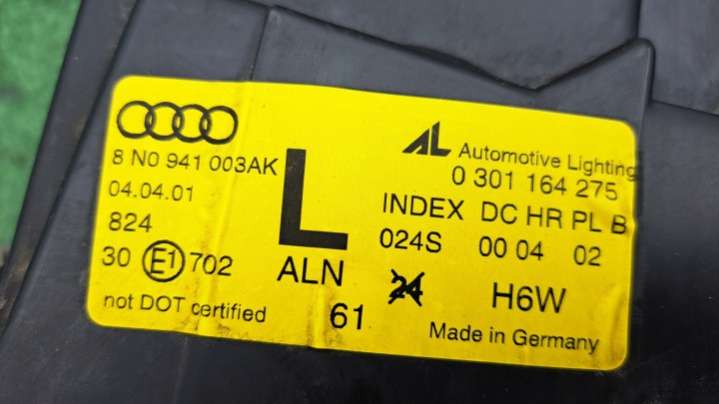 8 N0 941 003AK
04.04.01
824
30 E1 702
not DOT certified
L
ALN
61
AL Automotive Lighting
0 301 164 275
INDEX DC HR PL B
024S 00 04 02
24 H6W
Made in Germany